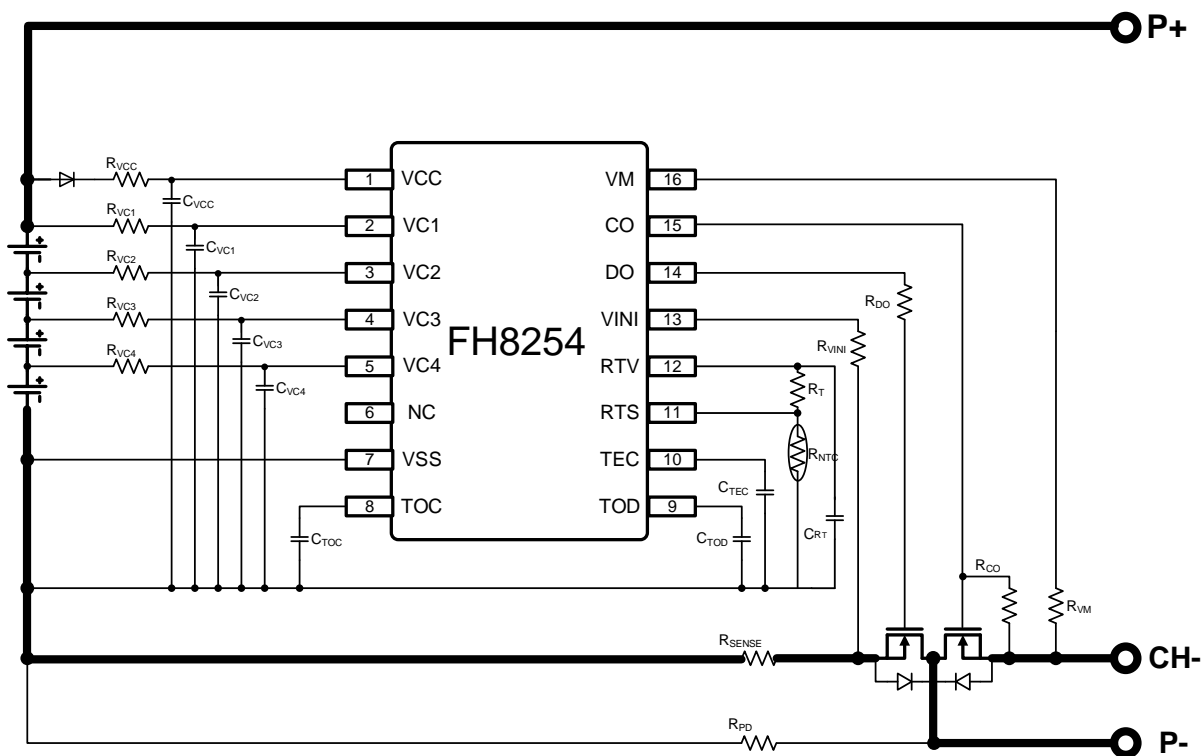 P+
RVCC
1 VCC VM 16
CVCC
RVC1
2 VC1 CO 15
CVC1
RVC2
3 VC2 DO 14
CVC2
RDO
RVC3
4 VC3 VINI 13
CVC3
FH8254
RVINI
RVC4
5 VC4 RTV 12
CVC4
RT
6 NC RTS 11
RNTC
7 VSS TEC 10
CTEC
8 TOC TOD 9
CTOC
CTOD
CRT
RCO
RVM
RSENSE
CH-
RPD
P-